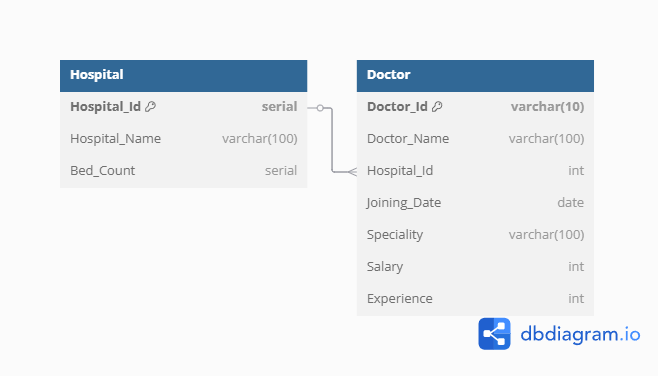 Hospital
Hospital_Id serial
Hospital_Name varchar(100)
Bed_Count serial
Doctor
Doctor_Id varchar(10)
Doctor_Name varchar(100)
Hospital_Id int
Joining_Date date
Speciality varchar(100)
Salary int
Experience int
dbdiagram.io